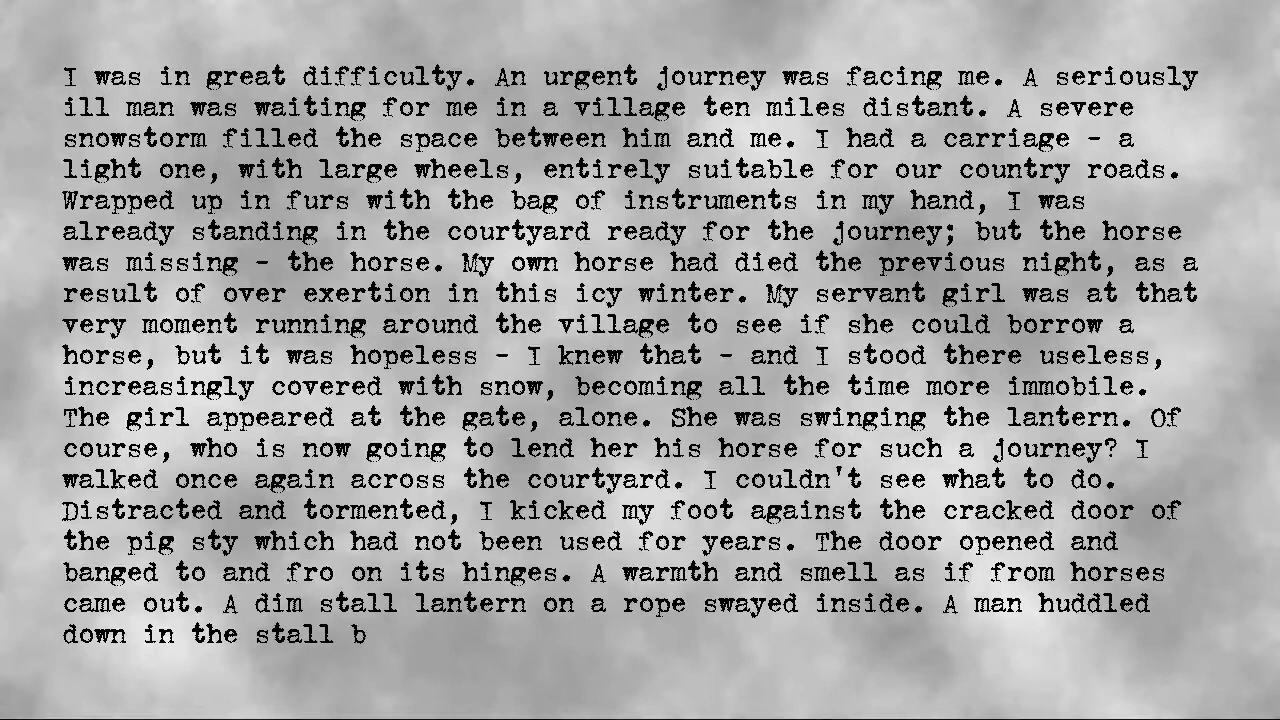 I was in great difficulty. An urgent journey was facing me. A seriously
ill man was waiting for me in a village ten miles distant. A severe
snowstorm filled the space between him and me. I had a carriage - a
light one, with large wheels, entirely suitable for our country roads.
Wrapped up in furs with the bag of instruments in my hand, I was
already standing in the courtyard ready for the journey; but the horse
was missing - the horse. My own horse had died the previous night, as a
result of over exertion in this icy winter. My servant girl was at that
very moment running around the village to see if she could borrow a
horse, but it was hopeless - I knew that - and I stood there useless,
increasingly covered with snow, becoming all the time more immobile.
The girl appeared at the gate, alone. She was swinging the lantern. Of
course, who is now going to lend her his horse for such a journey? I
walked once again across the courtyard. I couldn't see what to do.
Distracted and tormented, I kicked my foot against the cracked door of
the pig sty which had not been used for years. The door opened and
banged to and fro on its hinges. A warmth and smell as if from horses
came out. A dim stall lantern on a rope swayed inside. A man huddled
down in the stall b